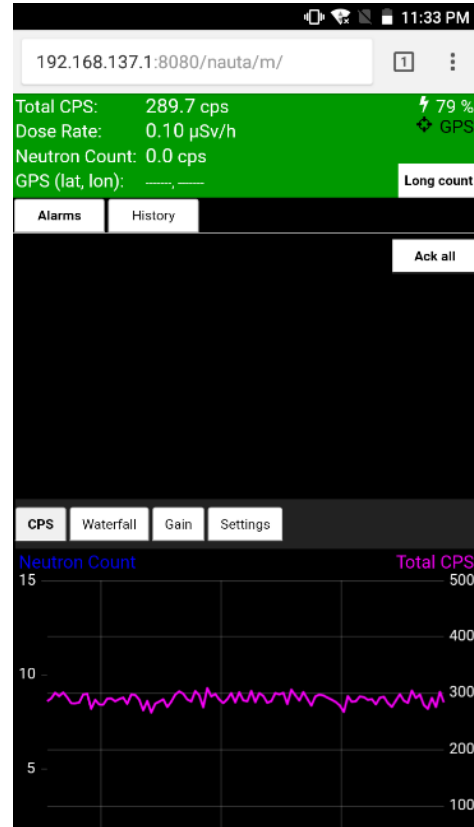 11:33 PM
192.168.137.1:8080/nauta/m/
1
Total CPS: 289.7 cps 79 %
Dose Rate: 0.10 µSv/h GPS
Neutron Count: 0.0 cps
GPS (lat, lon): ------, ------ Long count
Alarms History
Ack all
CPS Waterfall Gain Settings
Neutron Count Total CPS
15 500
400
10
300
200
5
100